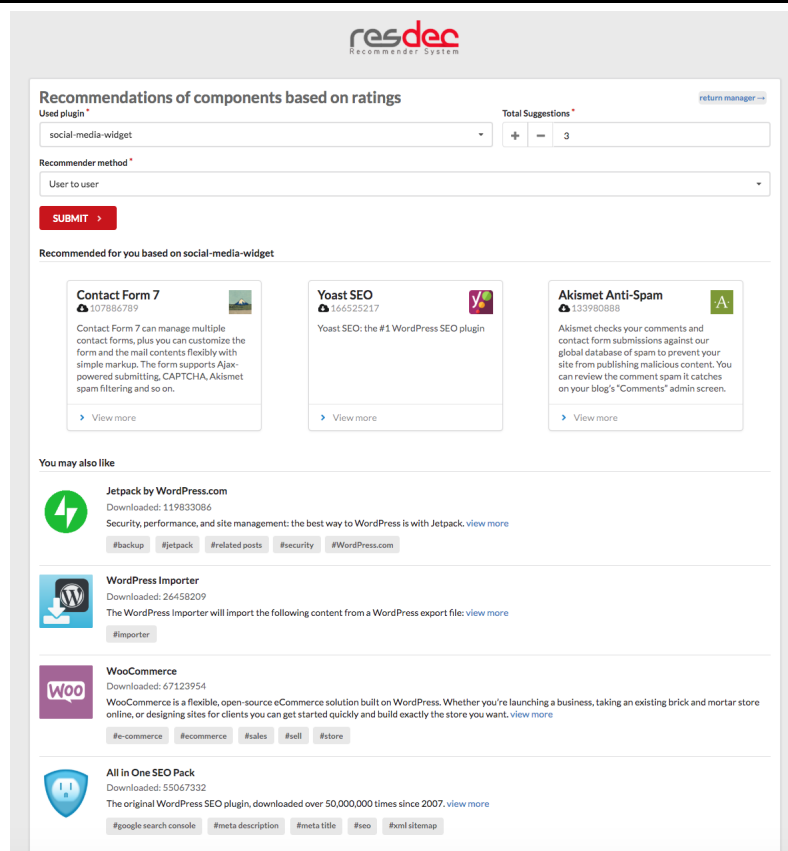 resdec
Recommender System
Recommendations of components based on ratings
return manager →
Used plugin *
Total Suggestions *
social-media-widget
+ − 3
Recommender method *
User to user
SUBMIT >
Recommended for you based on social-media-widget
Contact Form 7
107886789
Contact Form 7 can manage multiple
contact forms, plus you can customize the
form and the mail contents flexibly with
simple markup. The form supports Ajax-
powered submitting, CAPTCHA, Akismet
spam filtering and so on.
> View more
Yoast SEO
166525217
Yoast SEO: the #1 WordPress SEO plugin
> View more
Akismet Anti-Spam
133980888
·A·
Akismet checks your comments and
contact form submissions against our
global database of spam to prevent your
site from publishing malicious content. You
can review the comment spam it catches
on your blog's "Comments" admin screen.
> View more
You may also like
Jetpack by WordPress.com
Downloaded: 119833086
Security, performance, and site management: the best way to WordPress is with Jetpack. view more
#backup #jetpack #related posts #security #WordPress.com
WordPress Importer
Downloaded: 26458209
The WordPress Importer will import the following content from a WordPress export file: view more
#importer
WOO
WooCommerce
Downloaded: 67123954
WooCommerce is a flexible, open-source eCommerce solution built on WordPress. Whether you're launching a business, taking an existing brick and mortar store
online, or designing sites for clients you can get started quickly and build exactly the store you want. view more
#e-commerce #ecommerce #sales #sell #store
All in One SEO Pack
Downloaded: 55067332
The original WordPress SEO plugin, downloaded over 50,000,000 times since 2007. view more
#google search console #meta description #meta title #seo #xml sitemap